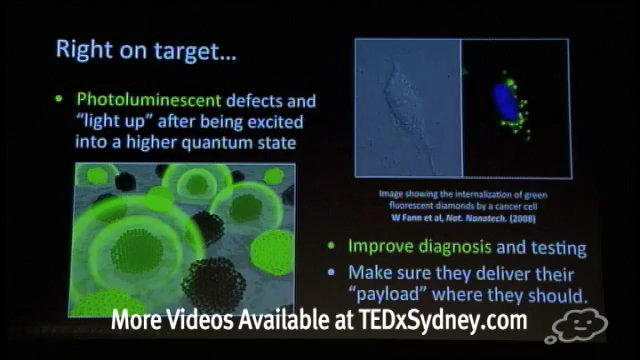 Right on target...
• Photoluminescent defects and
"light up" after being excited
into a higher quantum state
Image showing the internalization of green
fluorescent diamonds by a cancer cell
W Fann et al, Nat. Nanotech. (2008)
• Improve diagnosis and testing
• Make sure they deliver their
"payload" where they should.
More Videos Available at TEDxSydney.com